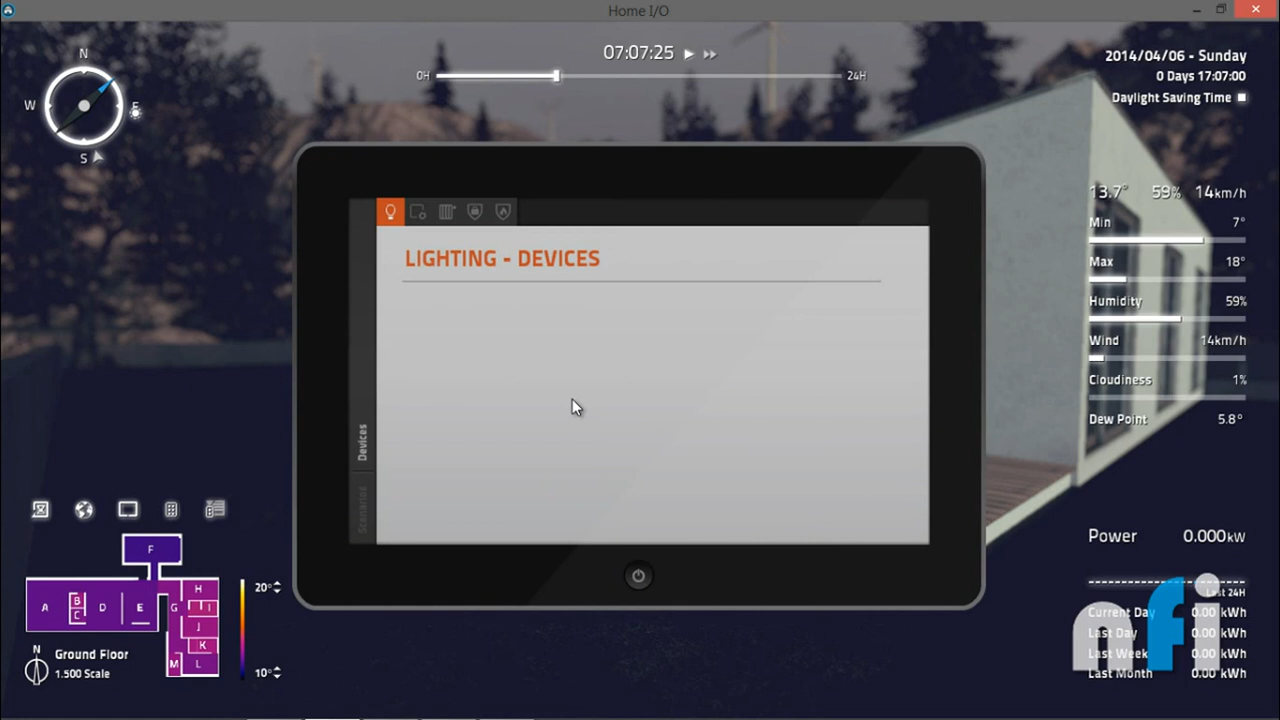 Home I/O
N
W
E
S
07:07:25
0H
24H
2014/04/06 - Sunday
0 Days 17:07:00
Daylight Saving Time
13.7° 59% 14km/h
Min 7°
Max 18°
Humidity 59%
Wind 14km/h
Cloudiness 1%
Dew Point 5.8°
LIGHTING - DEVICES
Devices
Scenarios
F
A B C D E G H I J K L M
20°
10°
N
Ground Floor
1.500 Scale
Power 0.000kW
Last 24H
Current Day 0.00 kWh
Last Day 0.00 kWh
Last Week 0.00 kWh
Last Month 0.00 kWh
nfi